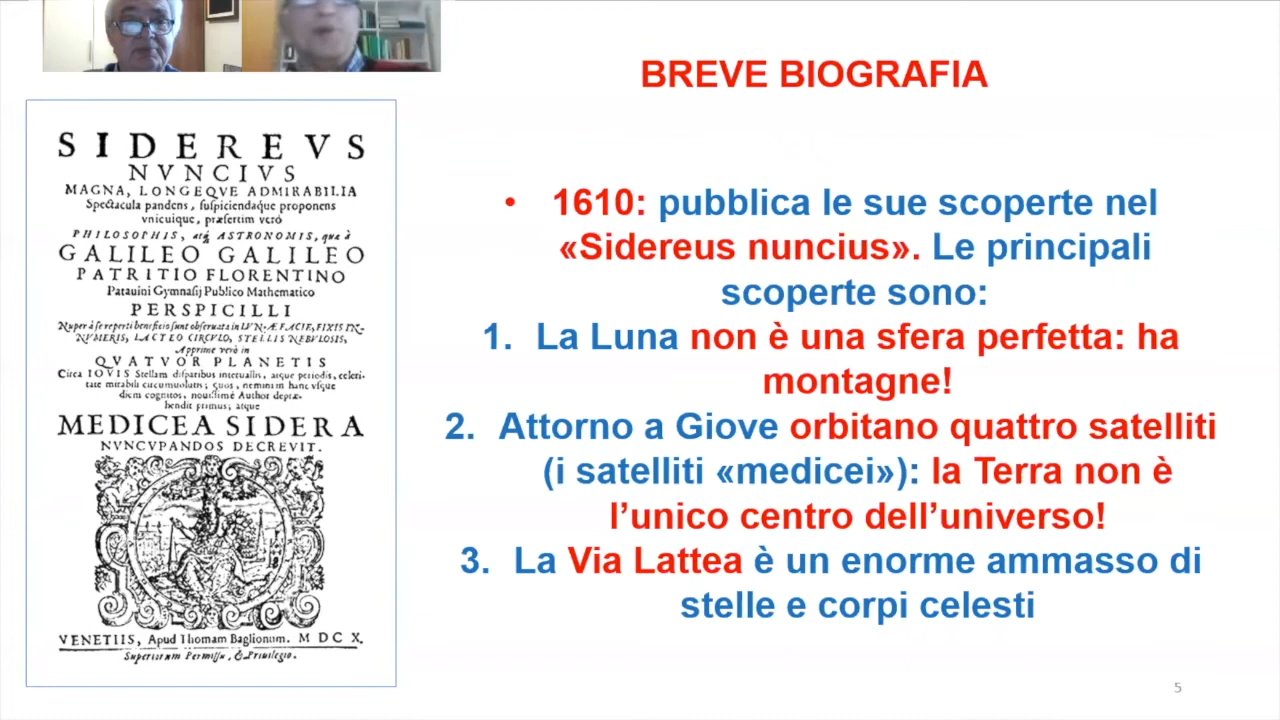 BREVE BIOGRAFIA
SIDEREVS
NVNCIVS
MAGNA, LONGEQVE ADMIRABILIA
Spectacula pandens, suspiciendaque proponens
vnicuique, præsertim verò
PHILOSOPHIS, atq́ ASTRONOMIS, quæ à
GALILEO GALILEO
PATRITIO FLORENTINO
Patauini Gymnasij Publico Mathematico
PERSPICILLI
Nuper à se reperti beneficio sunt obseruata in LVNÆ FACIE, FIXIS IN-
NVMERIS, LACTEO CIRCVLO, STELLIS NEBVLOSIS,
Apprime verò in
QVATVOR PLANETIS
Circa IOVIS Stellam disparibus interuallis, atque periodis, celeri-
tate mirabili circumuolutis; quos, nemini in hanc vsque
diem cognitos, nouissimè Author depræ-
hendit primus; atque
MEDICEA SIDERA
NVNCVPANDOS DECREVIT.
VENETIIS, Apud Thomam Baglionum. M DC X.
Superiorum Permissu, & Priuilegio.
• 1610: pubblica le sue scoperte nel
«Sidereus nuncius». Le principali
scoperte sono:
1. La Luna non è una sfera perfetta: ha
montagne!
2. Attorno a Giove orbitano quattro satelliti
(i satelliti «medicei»): la Terra non è
l’unico centro dell’universo!
3. La Via Lattea è un enorme ammasso di
stelle e corpi celesti
5